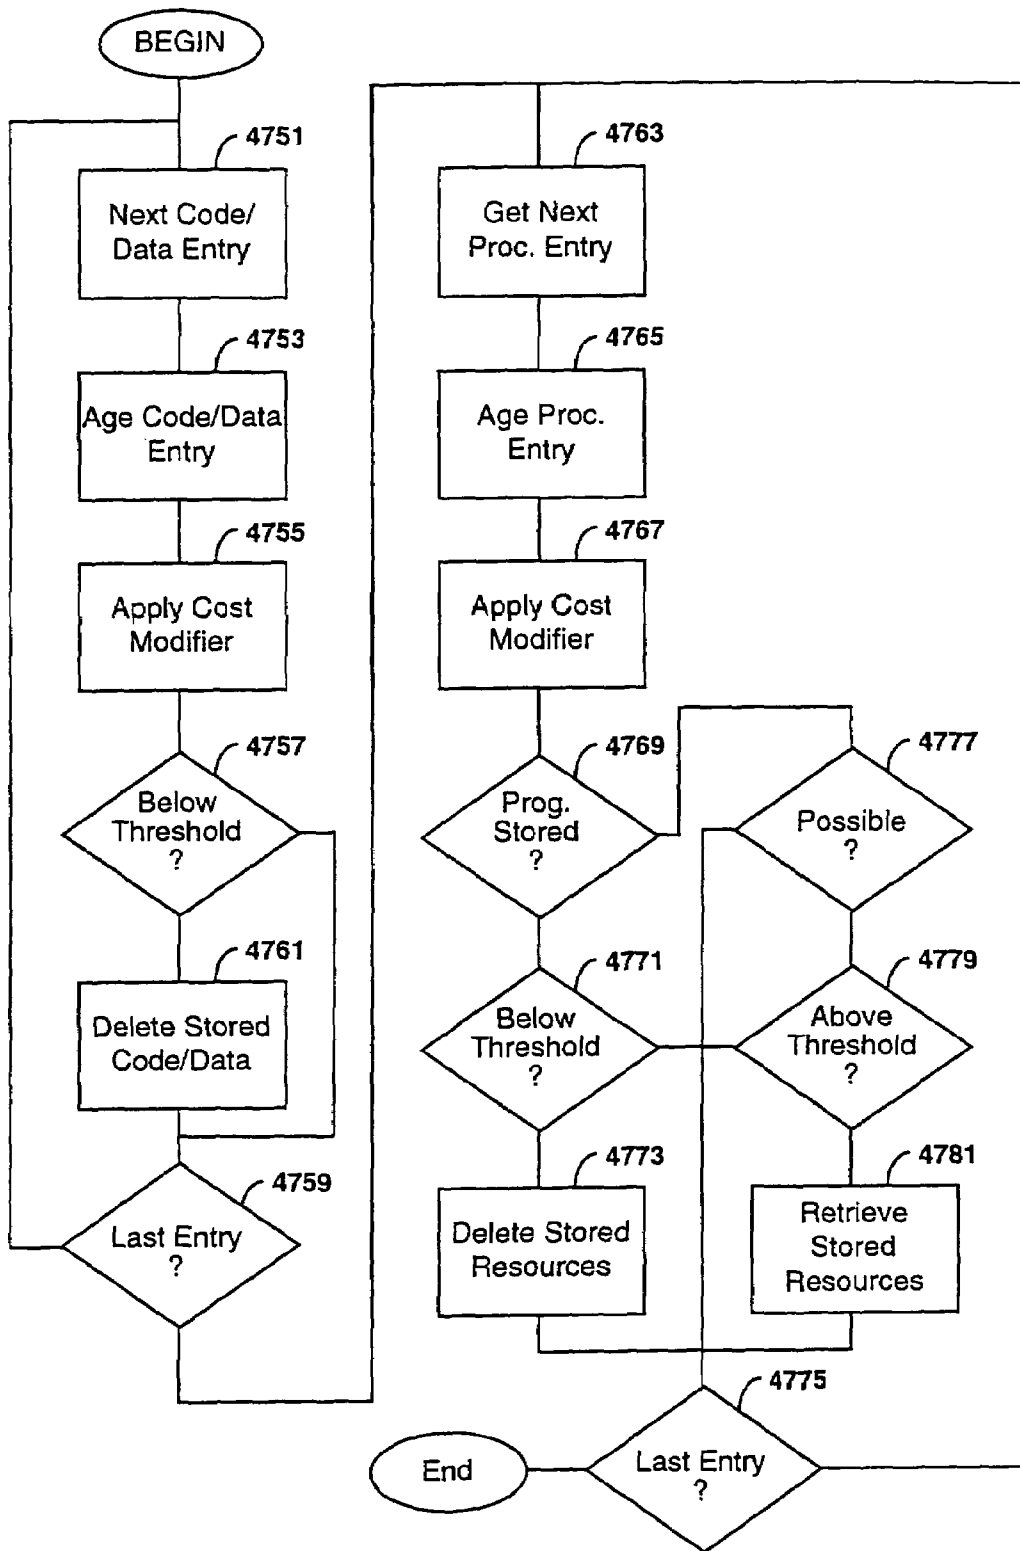 BEGIN
4751
Next Code/
Data Entry
4753
Age Code/Data
Entry
4755
Apply Cost
Modifier
4757
Below
Threshold
?
4761
Delete Stored
Code/Data
4759
Last Entry
?
4763
Get Next
Proc. Entry
4765
Age Proc.
Entry
4767
Apply Cost
Modifier
4769
Prog.
Stored
?
4771
Below
Threshold
?
4773
Delete Stored
Resources
4777
Possible
?
4779
Above
Threshold
?
4781
Retrieve
Stored
Resources
4775
Last Entry
?
End